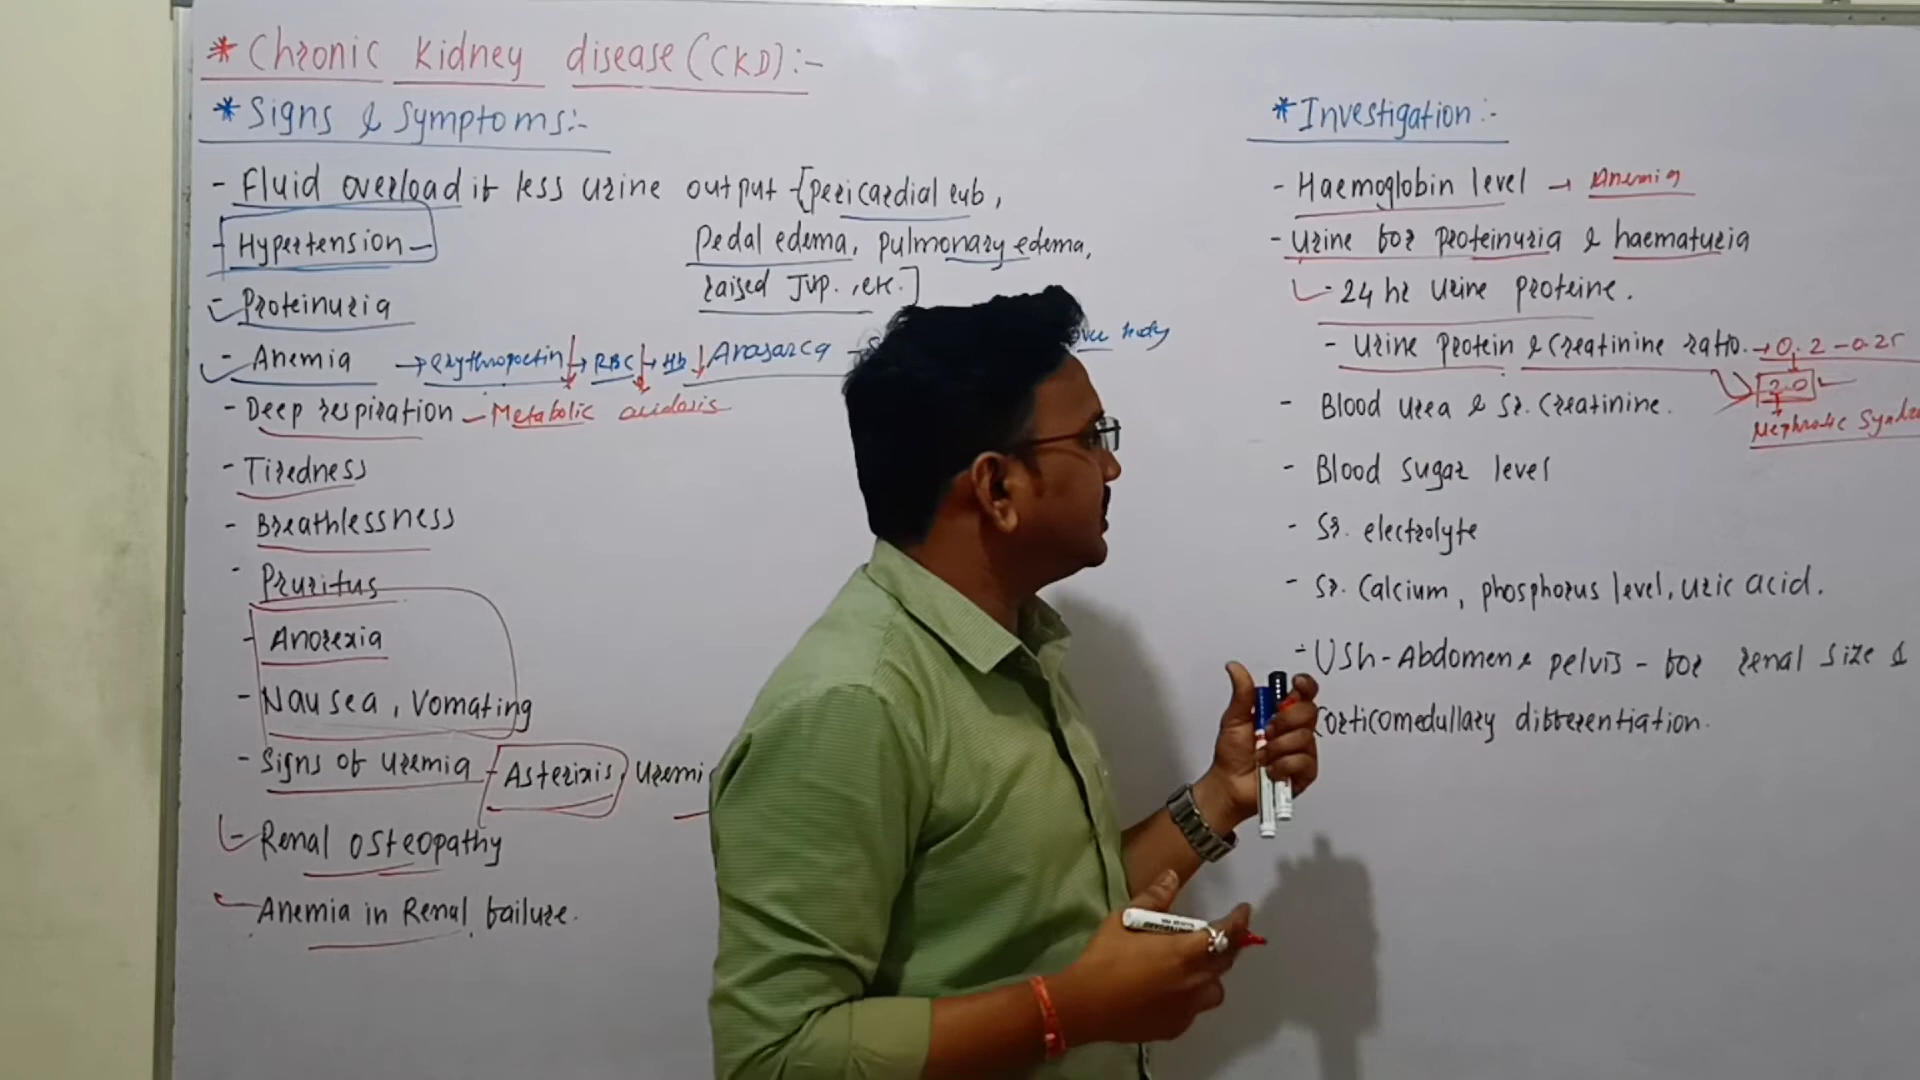 * Chronic Kidney disease (CKD):-
* Signs & Symptoms:-
- Fluid overload if less urine output -[pericardial rub,
Pedal edema, pulmonary edema,
raised JVP., etc.]
- Hypertension -
- Proteinuria
- Anemia → erythropoetin ↓ → RBC ↓ → Hb ↓ Anasarca - over body
- Deep respiration - Metabolic acidosis
- Tiredness
- Breathlessness
- Pruritus
- Anorexia
- Nausea, Vomating
- Signs of uremia - Asterixis, uremi
- Renal osteopathy
- Anemia in Renal failure.
* Investigation:-
- Haemoglobin level → Anemia
- Urine for proteinuria & haematuria
- 24 hr urine proteine.
- Urine protein & creatinine ratio. → 0.2 - 0.25
2.0
Nephrotic Syndro
- Blood urea & Sr. Creatinine.
- Blood sugar level
- Sr. electrolyte
- Sr. Calcium, phosphorus level, uric acid.
- USG - Abdomen & pelvis - for renal size &
Corticomedullary differentiation.